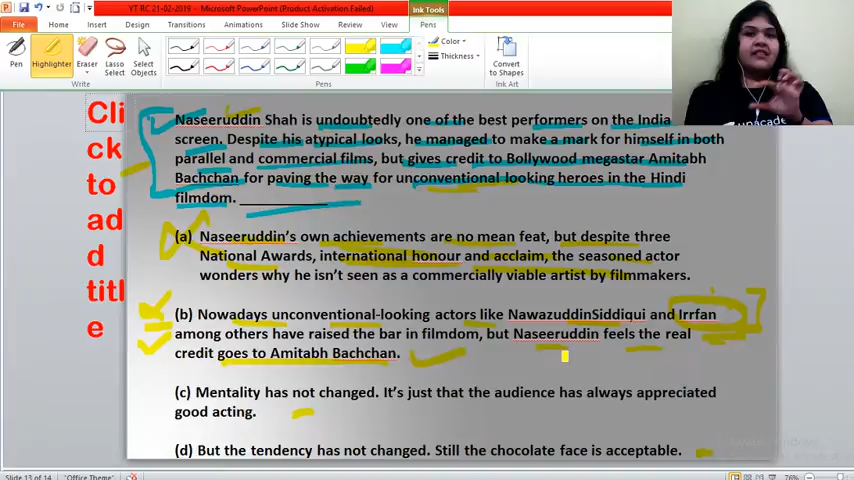 YT RC 21-02-2019 - Microsoft PowerPoint (Product Activation Failed)
Ink Tools
File Home Insert Design Transitions Animations Slide Show Review View Pens
Pen Highlighter Eraser Lasso Select Select Objects
Color
Thickness
Convert to Shapes
Write Pens Ink Art
Cli
ck
to
ad
d
titl
e
Naseeruddin Shah is undoubtedly one of the best performers on the India
screen. Despite his atypical looks, he managed to make a mark for himself in both
parallel and commercial films, but gives credit to Bollywood megastar Amitabh
Bachchan for paving the way for unconventional looking heroes in the Hindi
filmdom. ____________
(a) Naseeruddin's own achievements are no mean feat, but despite three
National Awards, international honour and acclaim, the seasoned actor
wonders why he isn't seen as a commercially viable artist by filmmakers.
(b) Nowadays unconventional-looking actors like NawazuddinSiddiqui and Irrfan
among others have raised the bar in filmdom, but Naseeruddin feels the real
credit goes to Amitabh Bachchan.
(c) Mentality has not changed. It's just that the audience has always appreciated
good acting.
(d) But the tendency has not changed. Still the chocolate face is acceptable.
Slide 13 of 14 "Office Theme" 76%